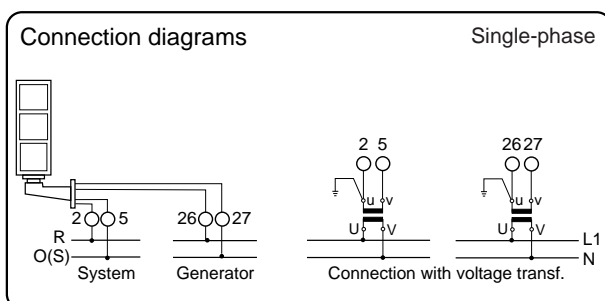 Connection diagrams Single-phase
2 5 26 27
u v u v
2 5 26 27
U V U V
R L1
O(S) N
System Generator Connection with voltage transf.